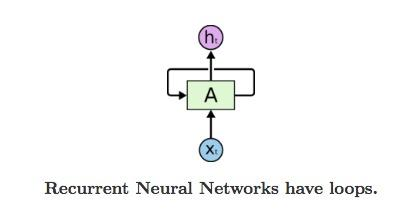 hₜ
A
Xₜ
Recurrent Neural Networks have loops.